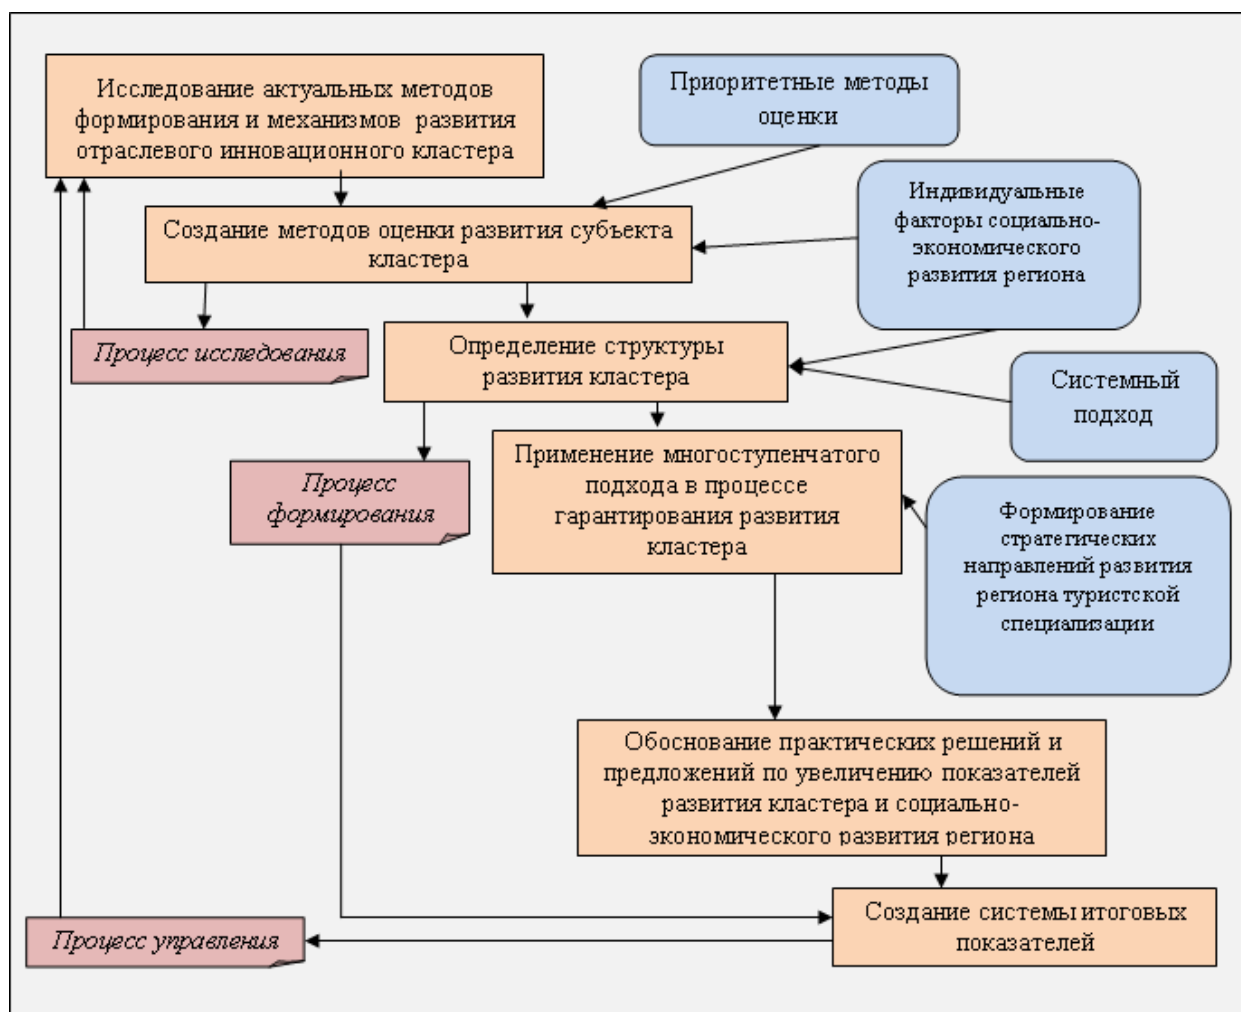 Исследование актуальных методов
формирования и механизмов развития
отраслевого инновационного кластера
Приоритетные методы
оценки
Индивидуальные
факторы социально-
экономического
развития региона
Создание методов оценки развития субъекта
кластера
Процесс исследования
Определение структуры
развития кластера
Системный
подход
Процесс
формирования
Применение многоступенчатого
подхода в процессе
гарантирования развития
кластера
Формирование
стратегических
направлений развития
региона туристской
специализации
Обоснование практических решений и
предложений по увеличению показателей
развития кластера и социально-
экономического развития региона
Создание системы итоговых
показателей
Процесс управления